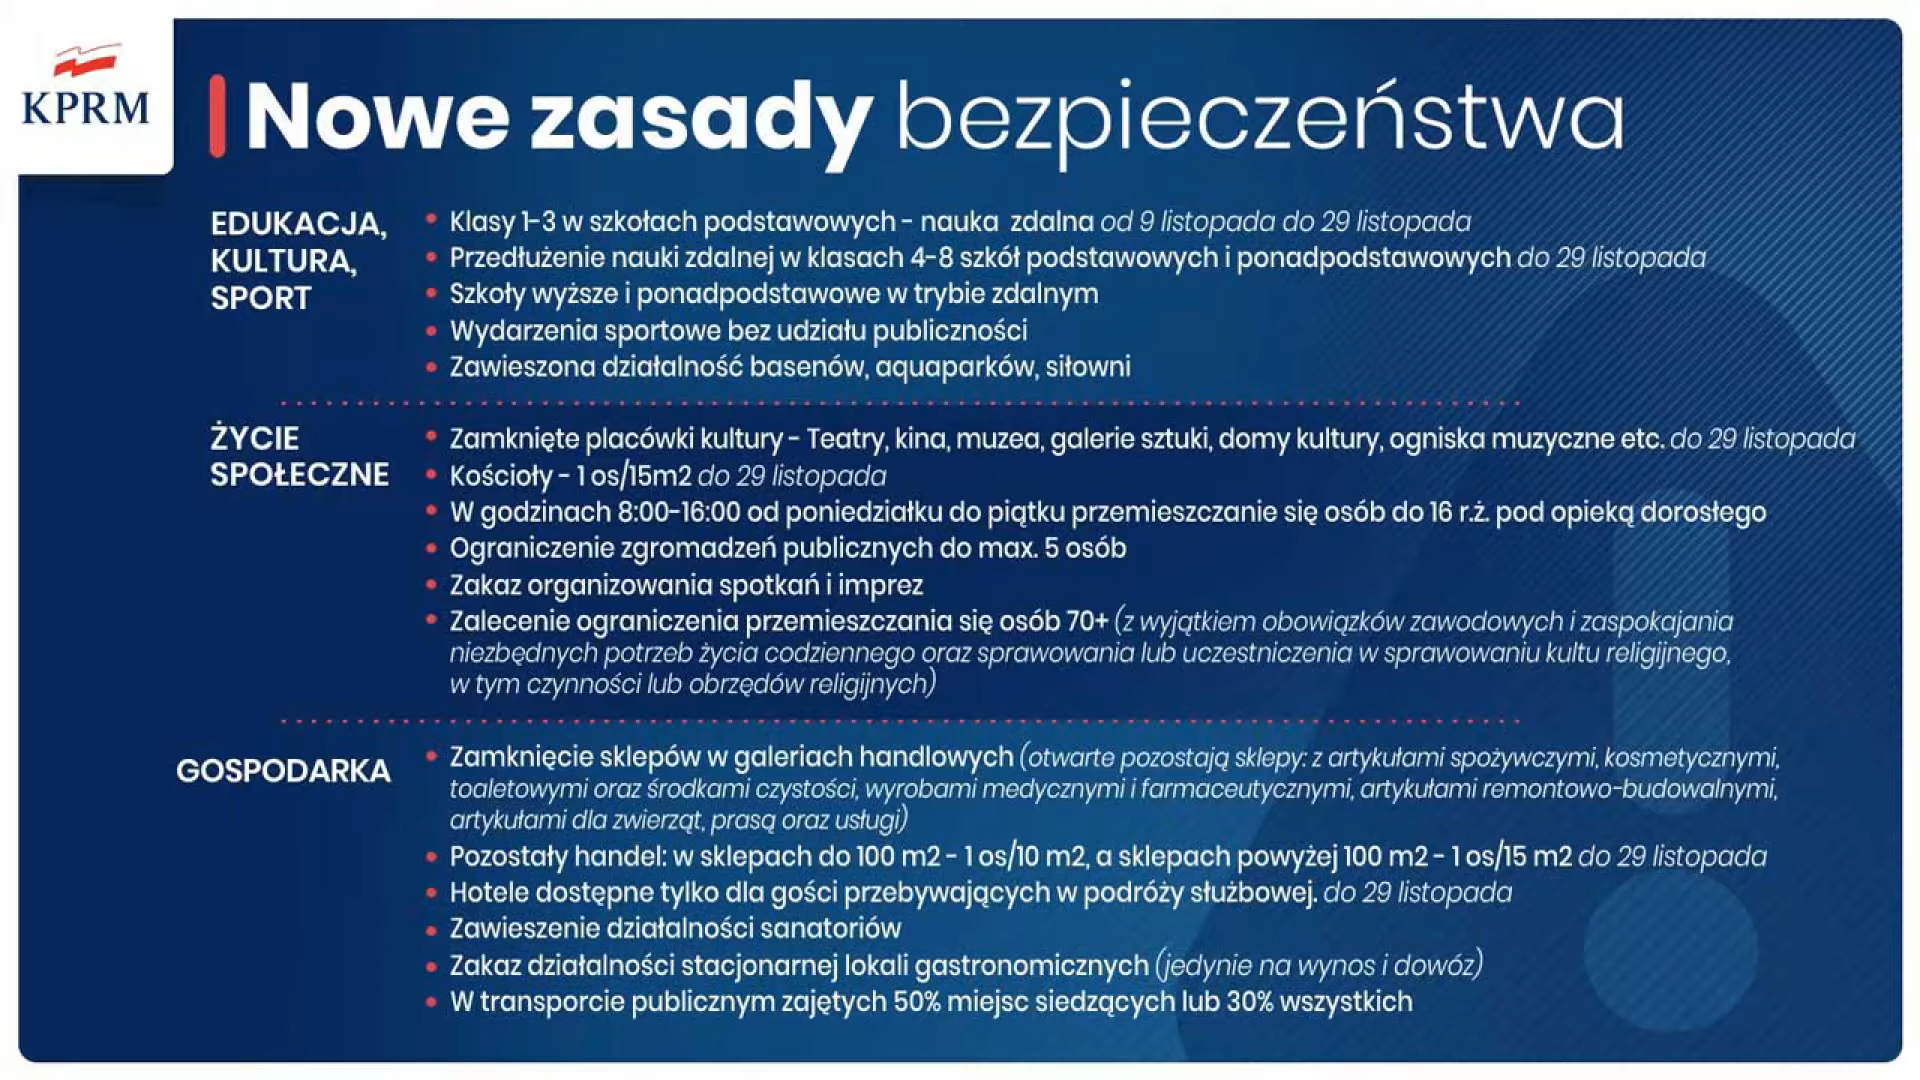 KPRM
Nowe zasady bezpieczeństwa
EDUKACJA,
KULTURA,
SPORT
• Klasy 1-3 w szkołach podstawowych - nauka zdalna od 9 listopada do 29 listopada
• Przedłużenie nauki zdalnej w klasach 4-8 szkół podstawowych i ponadpodstawowych do 29 listopada
• Szkoły wyższe i ponadpodstawowe w trybie zdalnym
• Wydarzenia sportowe bez udziału publiczności
• Zawieszona działalność basenów, aquaparków, siłowni
ŻYCIE
SPOŁECZNE
• Zamknięte placówki kultury - Teatry, kina, muzea, galerie sztuki, domy kultury, ogniska muzyczne etc. do 29 listopada
• Kościoły - 1 os/15m2 do 29 listopada
• W godzinach 8:00-16:00 od poniedziałku do piątku przemieszczanie się osób do 16 r.ż. pod opieką dorosłego
• Ograniczenie zgromadzeń publicznych do max. 5 osób
• Zakaz organizowania spotkań i imprez
• Zalecenie ograniczenia przemieszczania się osób 70+ (z wyjątkiem obowiązków zawodowych i zaspokajania
niezbędnych potrzeb życia codziennego oraz sprawowania lub uczestniczenia w sprawowaniu kultu religijnego,
w tym czynności lub obrzędów religijnych)
GOSPODARKA
• Zamknięcie sklepów w galeriach handlowych (otwarte pozostają sklepy: z artykułami spożywczymi, kosmetycznymi,
toaletowymi oraz środkami czystości, wyrobami medycznymi i farmaceutycznymi, artykułami remontowo-budowalnymi,
artykułami dla zwierząt, prasą oraz usługi)
• Pozostały handel: w sklepach do 100 m2 - 1 os/10 m2, a sklepach powyżej 100 m2 - 1 os/15 m2 do 29 listopada
• Hotele dostępne tylko dla gości przebywających w podróży służbowej. do 29 listopada
• Zawieszenie działalności sanatoriów
• Zakaz działalności stacjonarnej lokali gastronomicznych (jedynie na wynos i dowóz)
• W transporcie publicznym zajętych 50% miejsc siedzących lub 30% wszystkich